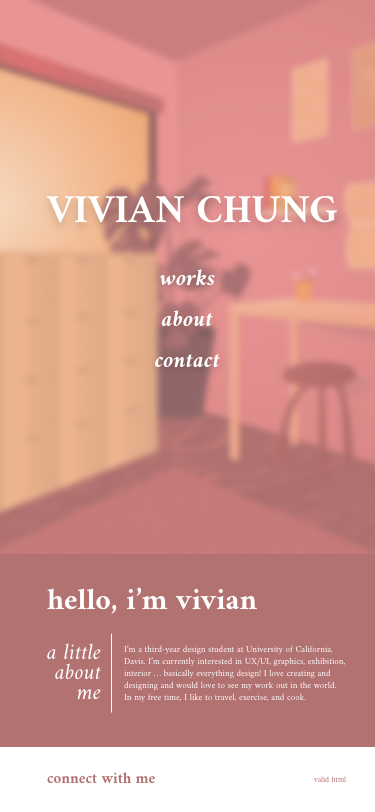 VIVIAN CHUNG
works
about
contact
hello, i’m vivian
a little
about
me
I’m a third-year design student at University of California,
Davis. I’m currently interested in UX/UI, graphics, exhibition,
interior ... basically everything design! I love creating and
designing and would love to see my work out in the world.
In my free time, I like to travel, exercise, and cook.
connect with me
valid html